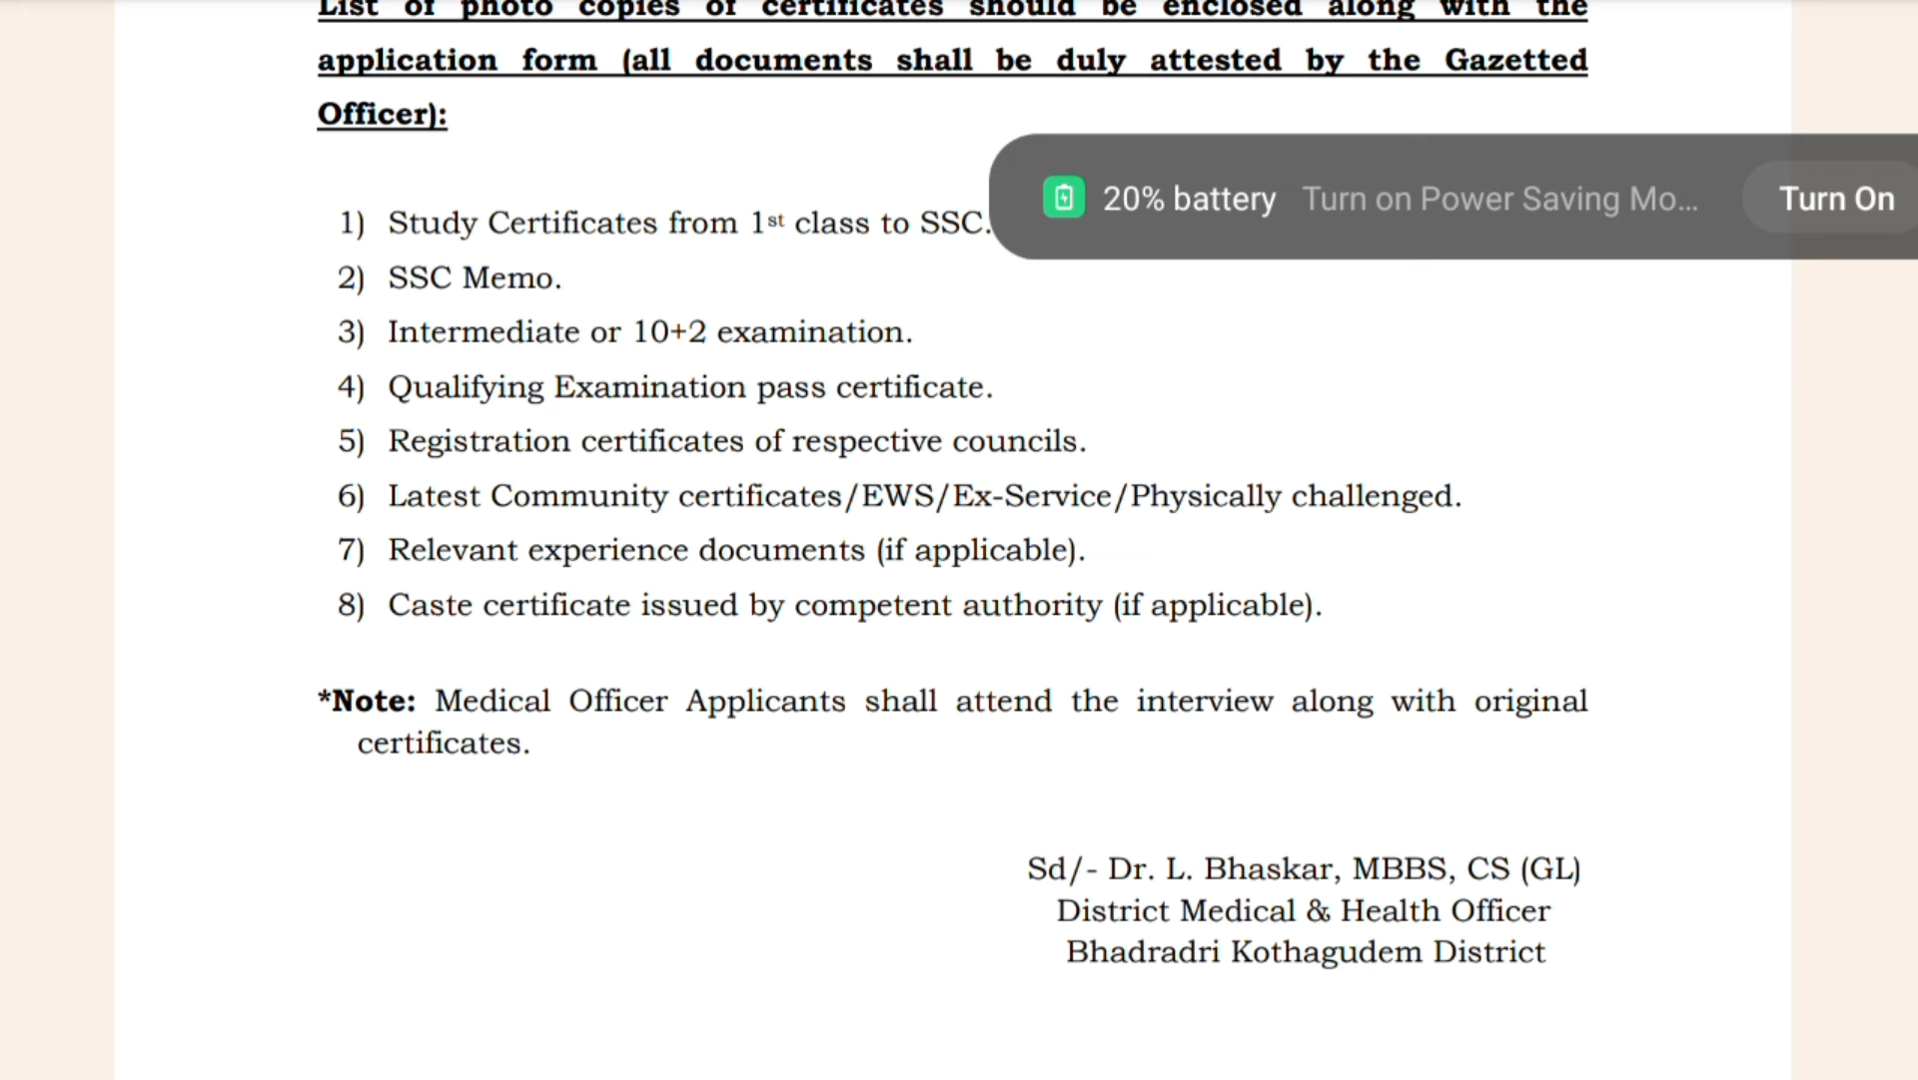 List of photo copies of certificates should be enclosed along with the
application form (all documents shall be duly attested by the Gazetted
Officer):
20% battery Turn on Power Saving Mo... Turn On
1) Study Certificates from 1st class to SSC.
2) SSC Memo.
3) Intermediate or 10+2 examination.
4) Qualifying Examination pass certificate.
5) Registration certificates of respective councils.
6) Latest Community certificates/EWS/Ex-Service/Physically challenged.
7) Relevant experience documents (if applicable).
8) Caste certificate issued by competent authority (if applicable).
*Note: Medical Officer Applicants shall attend the interview along with original
certificates.
Sd/- Dr. L. Bhaskar, MBBS, CS (GL)
District Medical & Health Officer
Bhadradri Kothagudem District